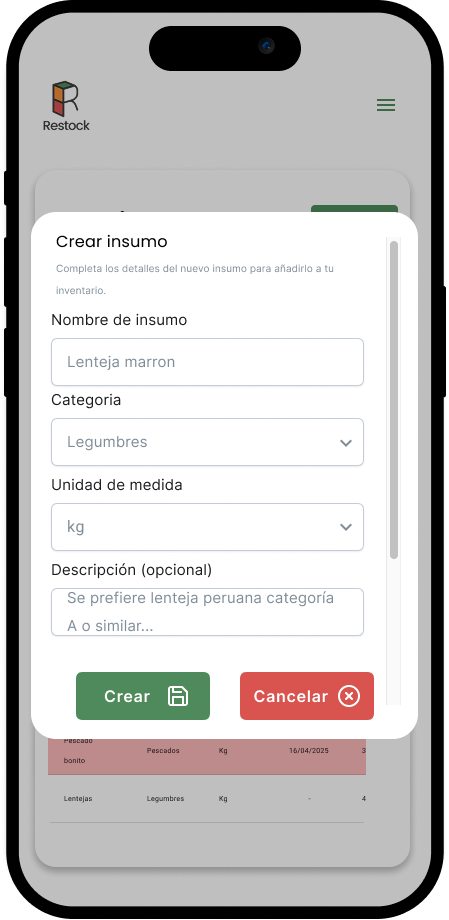 Restock
Crear insumo
Completa los detalles del nuevo insumo para añadirlo a tu
inventario.
Nombre de insumo
Lenteja marron
Categoria
Legumbres
Unidad de medida
kg
Descripción (opcional)
Se prefiere lenteja peruana categoría
A o similar...
Crear
Cancelar
Pescado
bonito
Pescados
Kg
16/04/2025
3
Lentejas
Legumbres
Kg
-
4